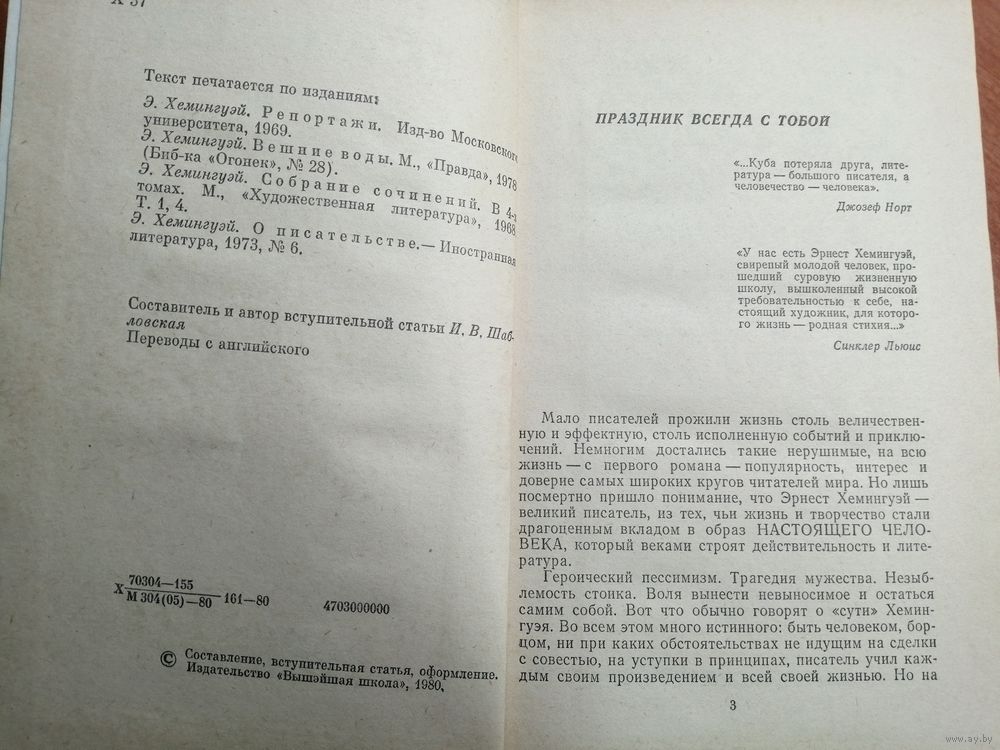 Х 37
Текст печатается по изданиям:
Э. Хемингуэй. Репортажи. Изд-во Московского
университета, 1969.
Э. Хемингуэй. Вешние воды. М., «Правда», 1978
(Биб-ка «Огонек», № 28).
Э. Хемингуэй. Собрание сочинений. В 4-х
томах. М., «Художественная литература», 1968
Т. 1, 4.
Э. Хемингуэй. О писательстве.— Иностранная
литература, 1973, № 6.
Составитель и автор вступительной статьи И. В. Шаб-
ловская
Переводы с английского
70304—155
Х М 304(05)—80 161—80 4703000000
© Составление, вступительная статья, оформление.
Издательство «Вышэйшая школа», 1980,
ПРАЗДНИК ВСЕГДА С ТОБОЙ
«...Куба потеряла друга, лите-
ратура — большого писателя, а
человечество — человека».
Джозеф Норт
«У нас есть Эрнест Хемингуэй,
свирепый молодой человек, про-
шедший суровую жизненную
школу, вышколенный высокой
требовательностью к себе, на-
стоящий художник, для которо-
го жизнь — родная стихия...»
Синклер Льюис
Мало писателей прожили жизнь столь величествен-
ную и эффектную, столь исполненную событий и приклю-
чений. Немногим достались такие нерушимые, на всю
жизнь — с первого романа — популярность, интерес и
доверие самых широких кругов читателей мира. Но лишь
посмертно пришло понимание, что Эрнест Хемингуэй —
великий писатель, из тех, чьи жизнь и творчество стали
драгоценным вкладом в образ НАСТОЯЩЕГО ЧЕЛО-
ВЕКА, который веками строят действительность и лите-
ратура.
Героический пессимизм. Трагедия мужества. Незыб-
лемость стоика. Воля вынести невыносимое и остаться
самим собой. Вот что обычно говорят о «сути» Хемин-
гуэя. Во всем этом много истинного: быть человеком, бор-
цом, ни при каких обстоятельствах не идущим на сделки
с совестью, на уступки в принципах, писатель учил каж-
дым своим произведением и всей своей жизнью. Но на
3
www.ay.by